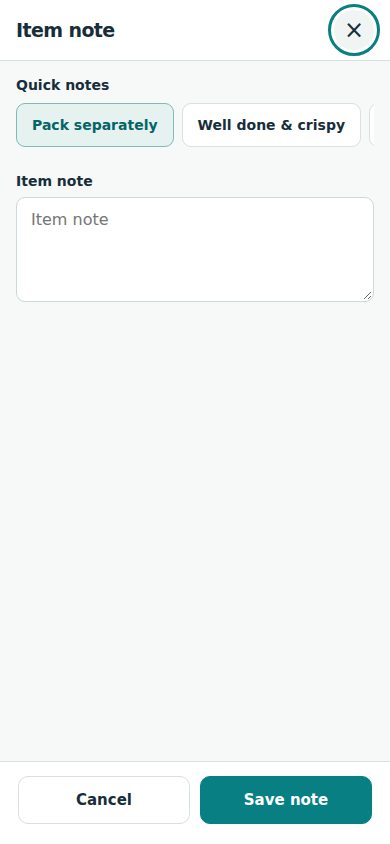 Item note
×
Quick notes
Pack separately
Well done & crispy
Item note
Item note
Cancel
Save note